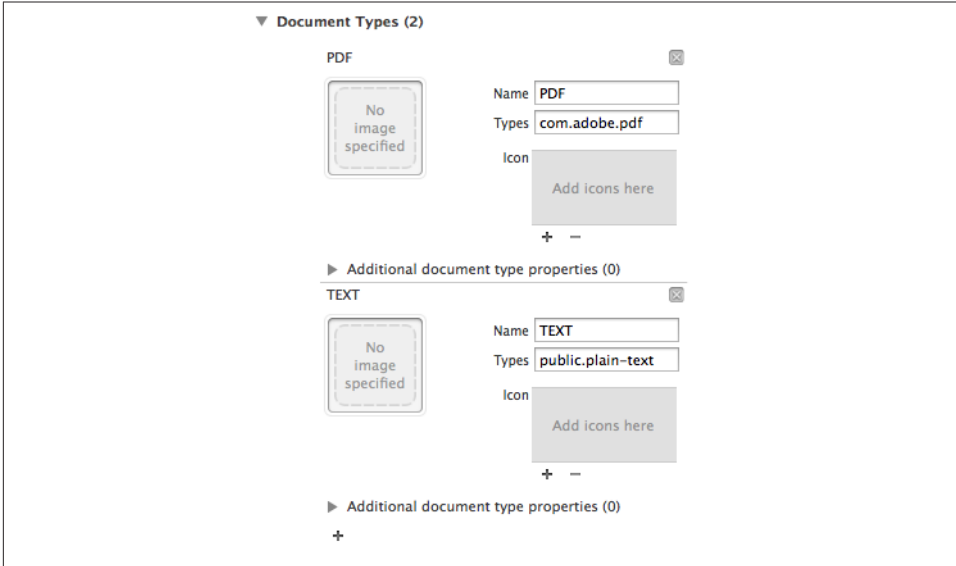 Document Types (2)
PDF
No
image
specified
Name PDF
Types com.adobe.pdf
Icon
Add icons here
Additional document type properties (0)
TEXT
No
image
specified
Name TEXT
Types public.plain-text
Icon
Add icons here
Additional document type properties (0)